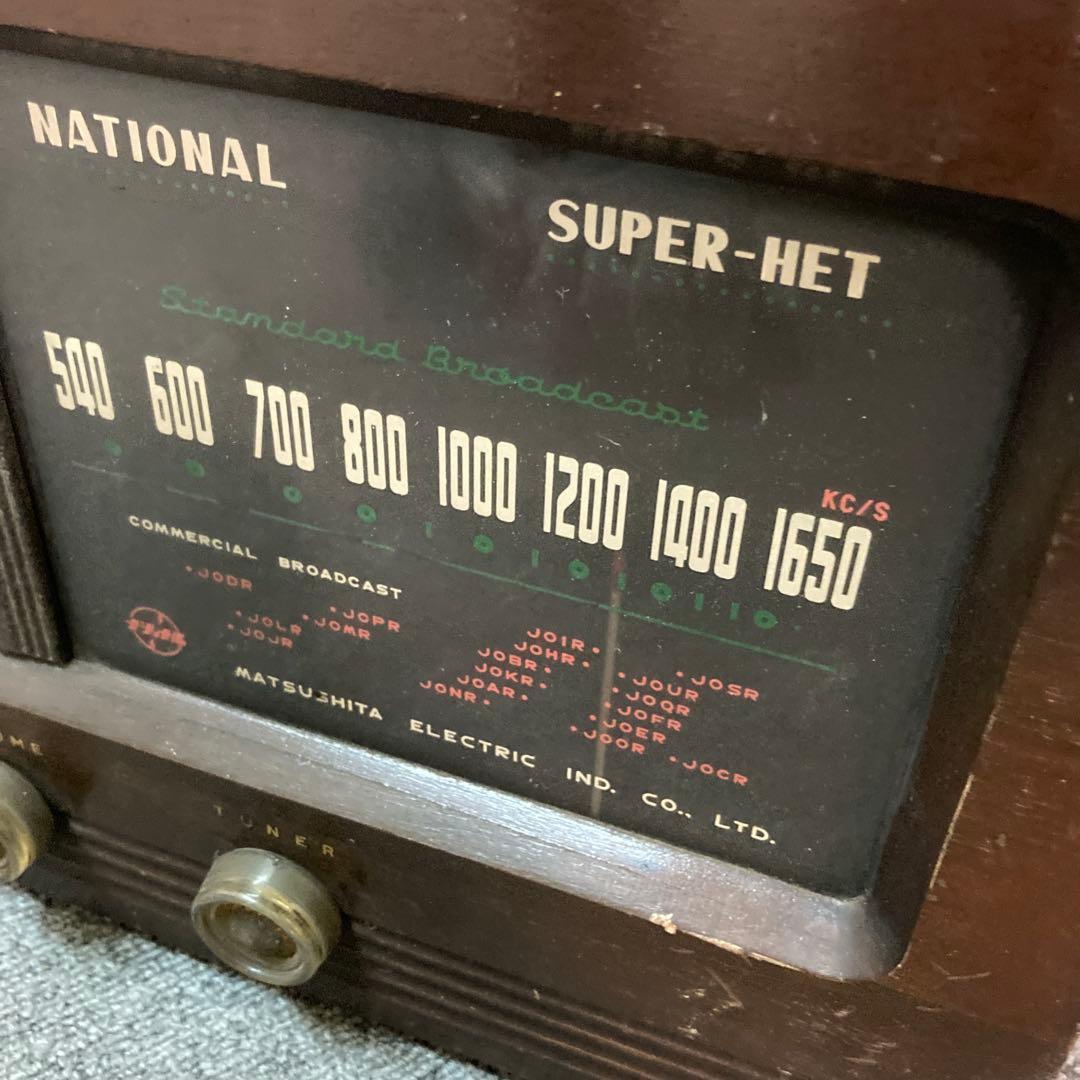 NATIONAL
SUPER-HET
Standard Broadcast
540 600 700 800 1000 1200 1400 1650
KC/S
COMMERCIAL BROADCAST
JODR
JOPR
JOLR
JOMR
JOJR
JOIR
JOHR
JOBR
JOKR
JOAR
JONR
JOSR
JOUR
JOQR
JOFR
JOER
JOOR
JOCR
MATSUSHITA ELECTRIC IND. CO., LTD.
TUNER